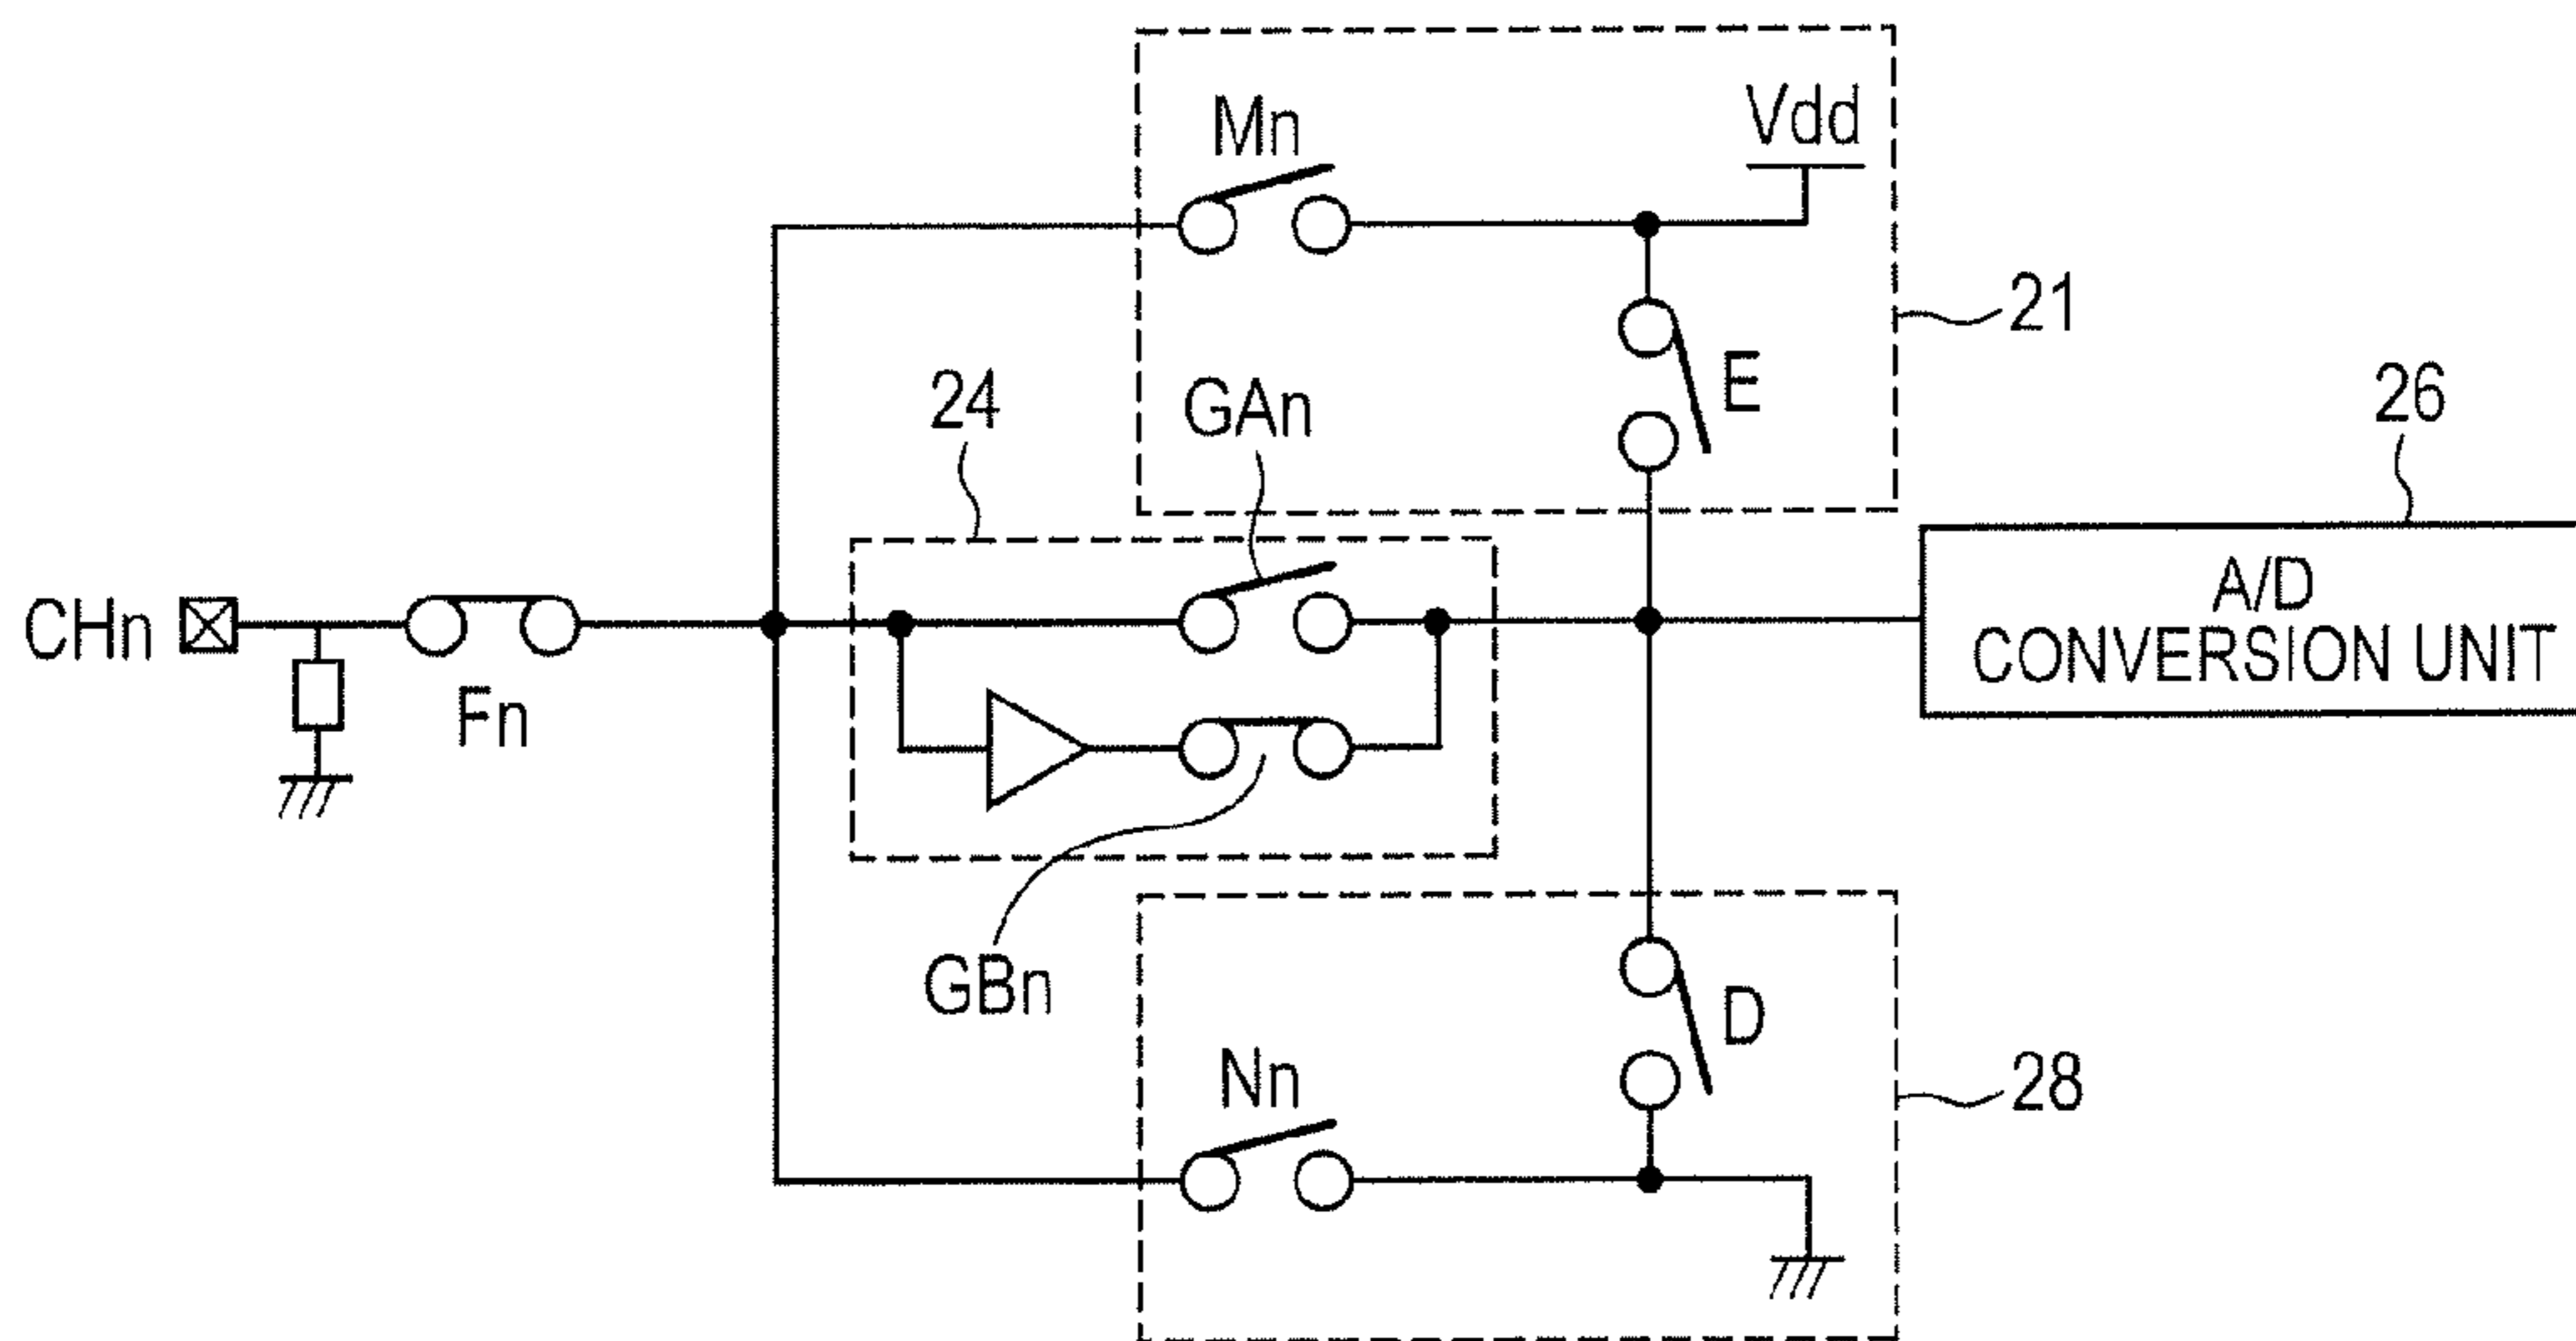 Mn
Vdd
21
E
24
GAn
26
A/D
CONVERSION UNIT
CHn
Fn
GBn
D
Nn
28